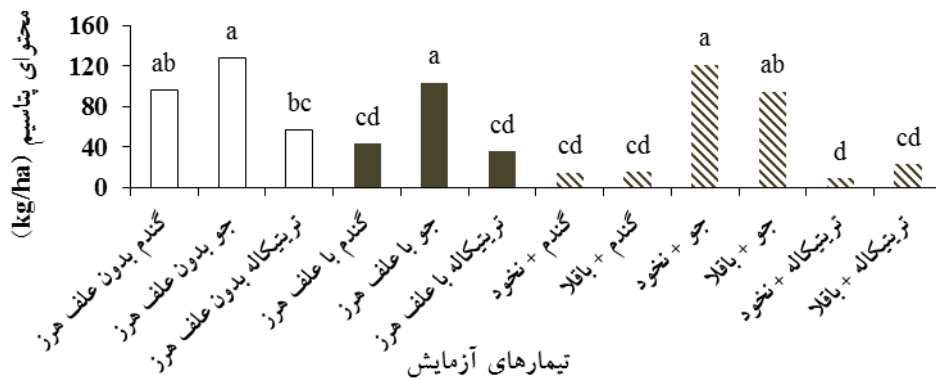 محتوای پتاسیم (kg/ha)
160
120
80
40
0
ab
a
bc
cd
a
cd
cd
cd
a
ab
d
cd
گندم بدون علف هرز
جو بدون علف هرز
تریتیکاله بدون علف هرز
گندم با علف هرز
جو با علف هرز
تریتیکاله با علف هرز
گندم + نخود
گندم + باقلا
جو + نخود
جو + باقلا
تریتیکاله + نخود
تریتیکاله + باقلا
تیمارهای آزمایش